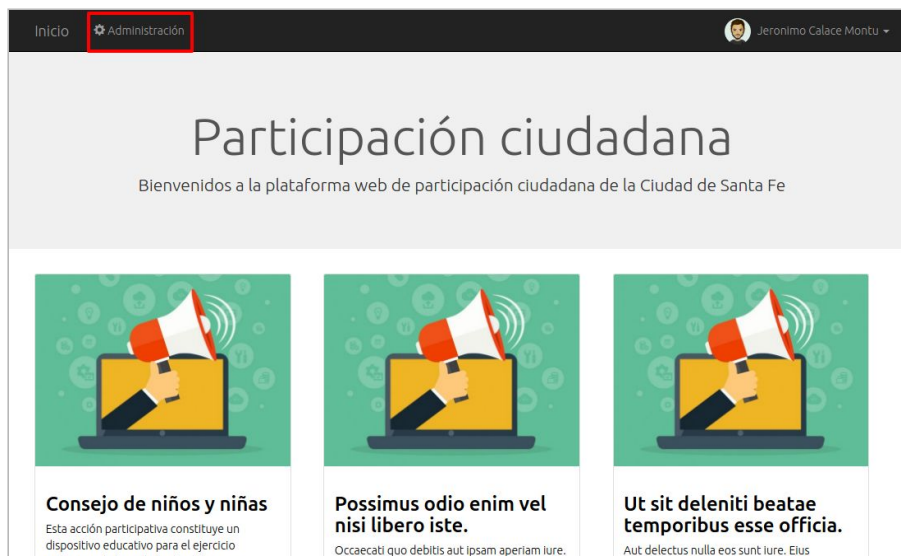 Inicio
Administración
Jeronimo Calace Montu
Participación ciudadana
Bienvenidos a la plataforma web de participación ciudadana de la Ciudad de Santa Fe
Consejo de niños y niñas
Esta acción participativa constituye un
dispositivo educativo para el ejercicio
Possimus odio enim vel
nisi libero iste.
Occaecati quo debitis aut ipsam aperiam iure.
Ut sit deleniti beatae
temporibus esse officia.
Aut delectus nulla eos sunt iure. Eius